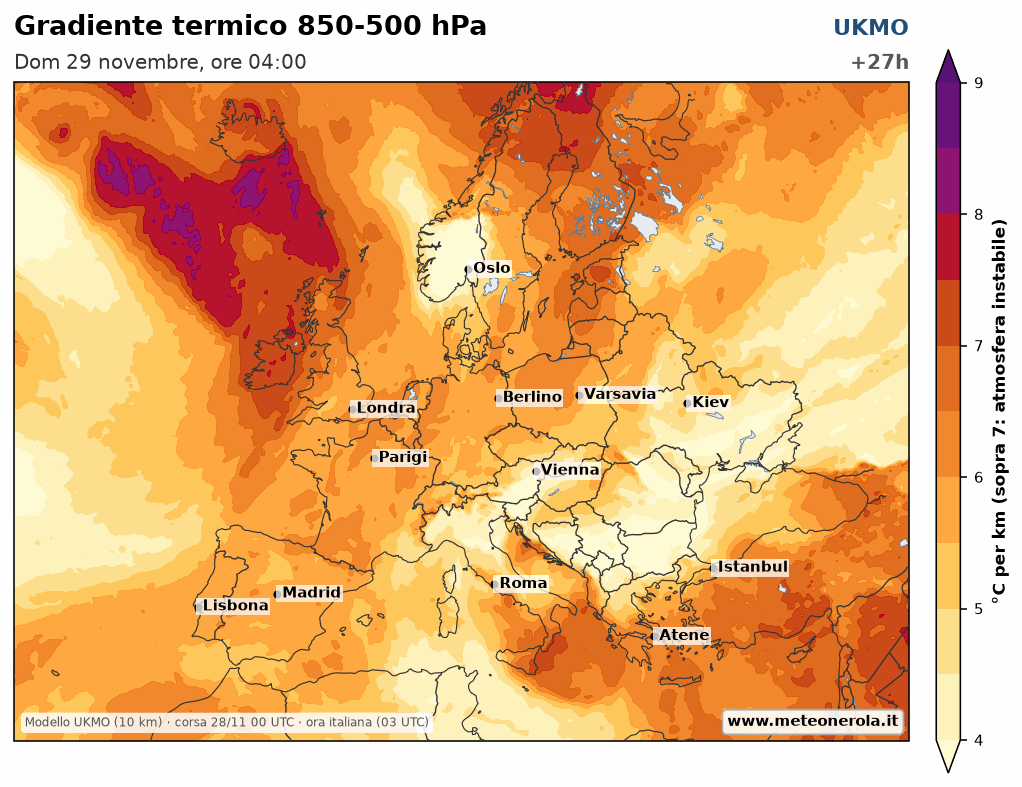 Gradiente termico 850-500 hPa
UKMO
Dom 29 novembre, ore 04:00
+27h
Oslo
Londra
Berlino
Varsavia
Kiev
Parigi
Vienna
Roma
Istanbul
Madrid
Lisbona
Atene
Modello UKMO (10 km) · corsa 28/11 00 UTC · ora italiana (03 UTC)
www.meteonerola.it
9
8
7
6
5
4
°C per km (sopra 7: atmosfera instabile)